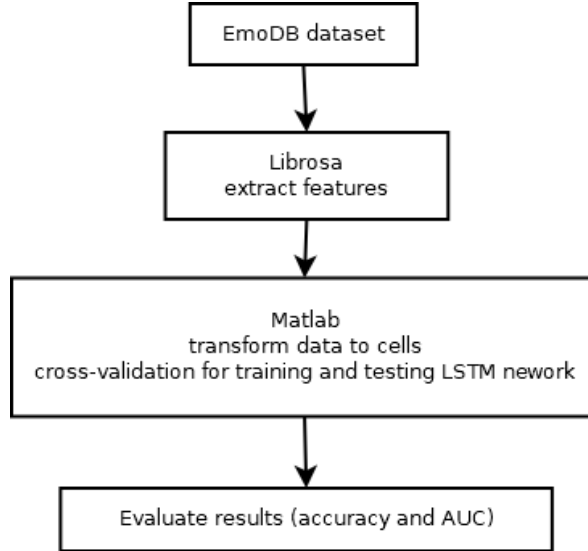 EmoDB dataset
Librosa
extract features
Matlab
transform data to cells
cross-validation for training and testing LSTM nework
Evaluate results (accuracy and AUC)